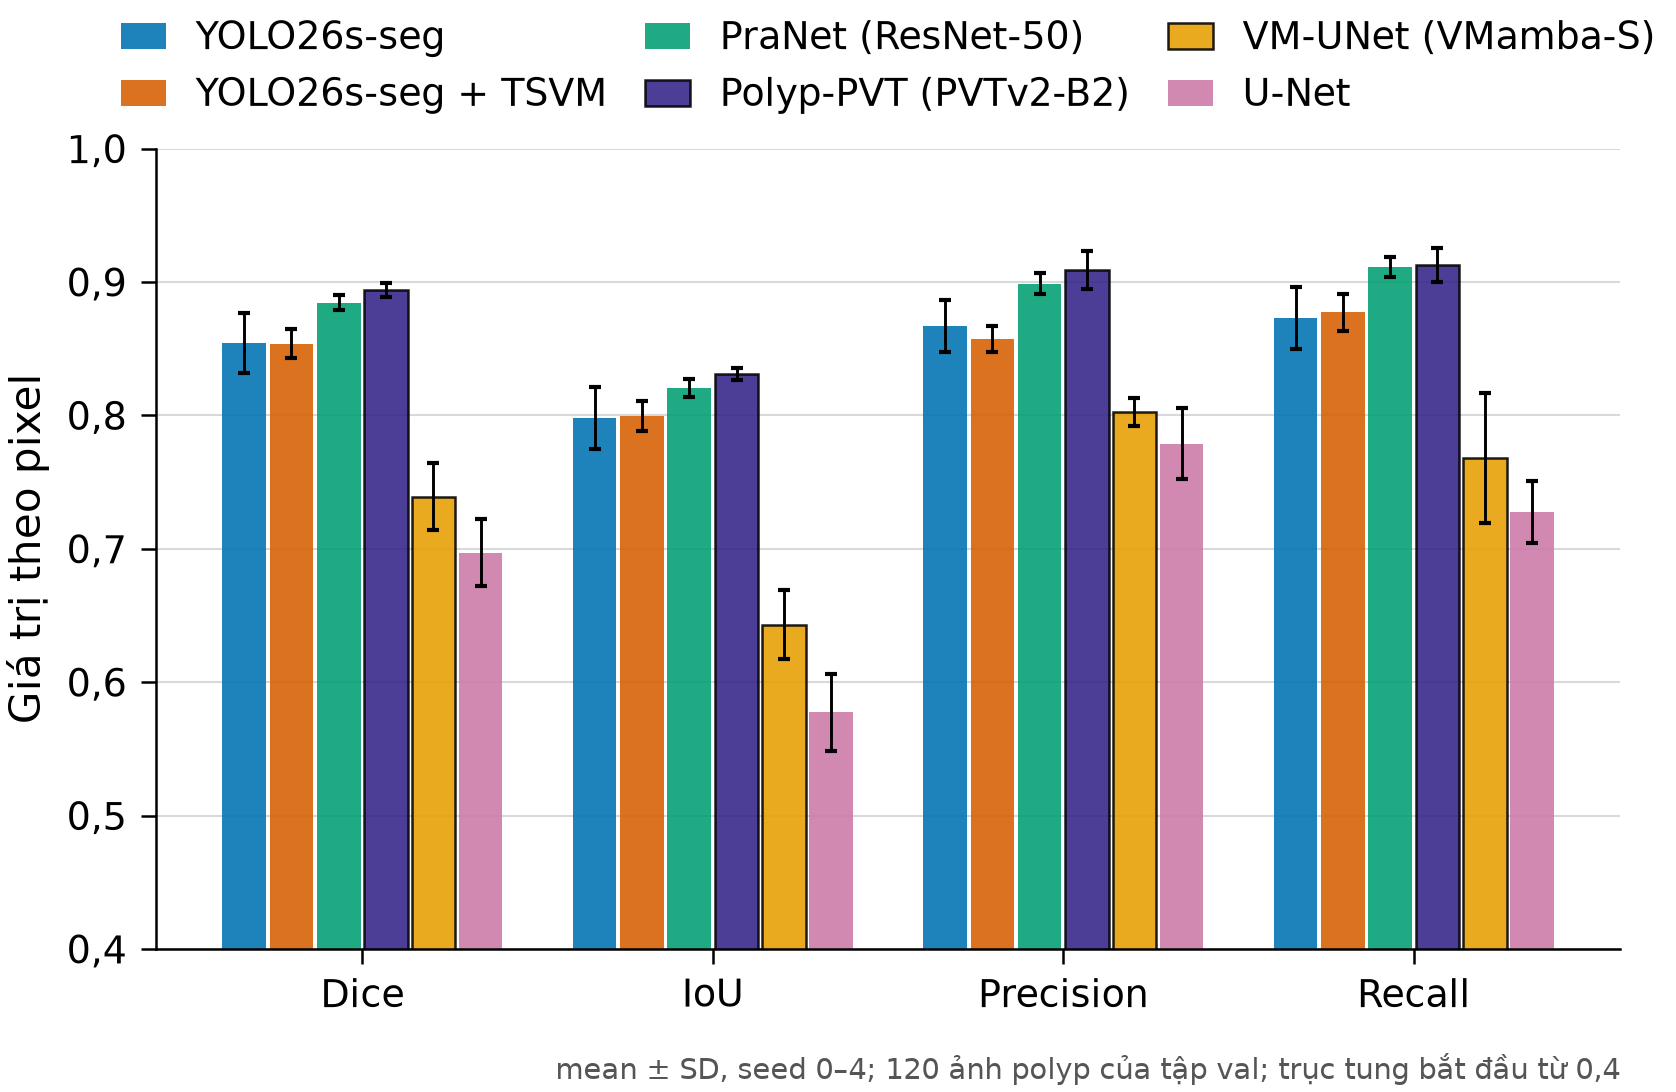 YOLO26s-seg
PraNet (ResNet-50)
VM-UNet (VMamba-S)
YOLO26s-seg + TSVM
Polyp-PVT (PVTv2-B2)
U-Net
Giá trị theo pixel
1,0
0,9
0,8
0,7
0,6
0,5
0,4
Dice
IoU
Precision
Recall
mean ± SD, seed 0–4; 120 ảnh polyp của tập val; trục tung bắt đầu từ 0,4